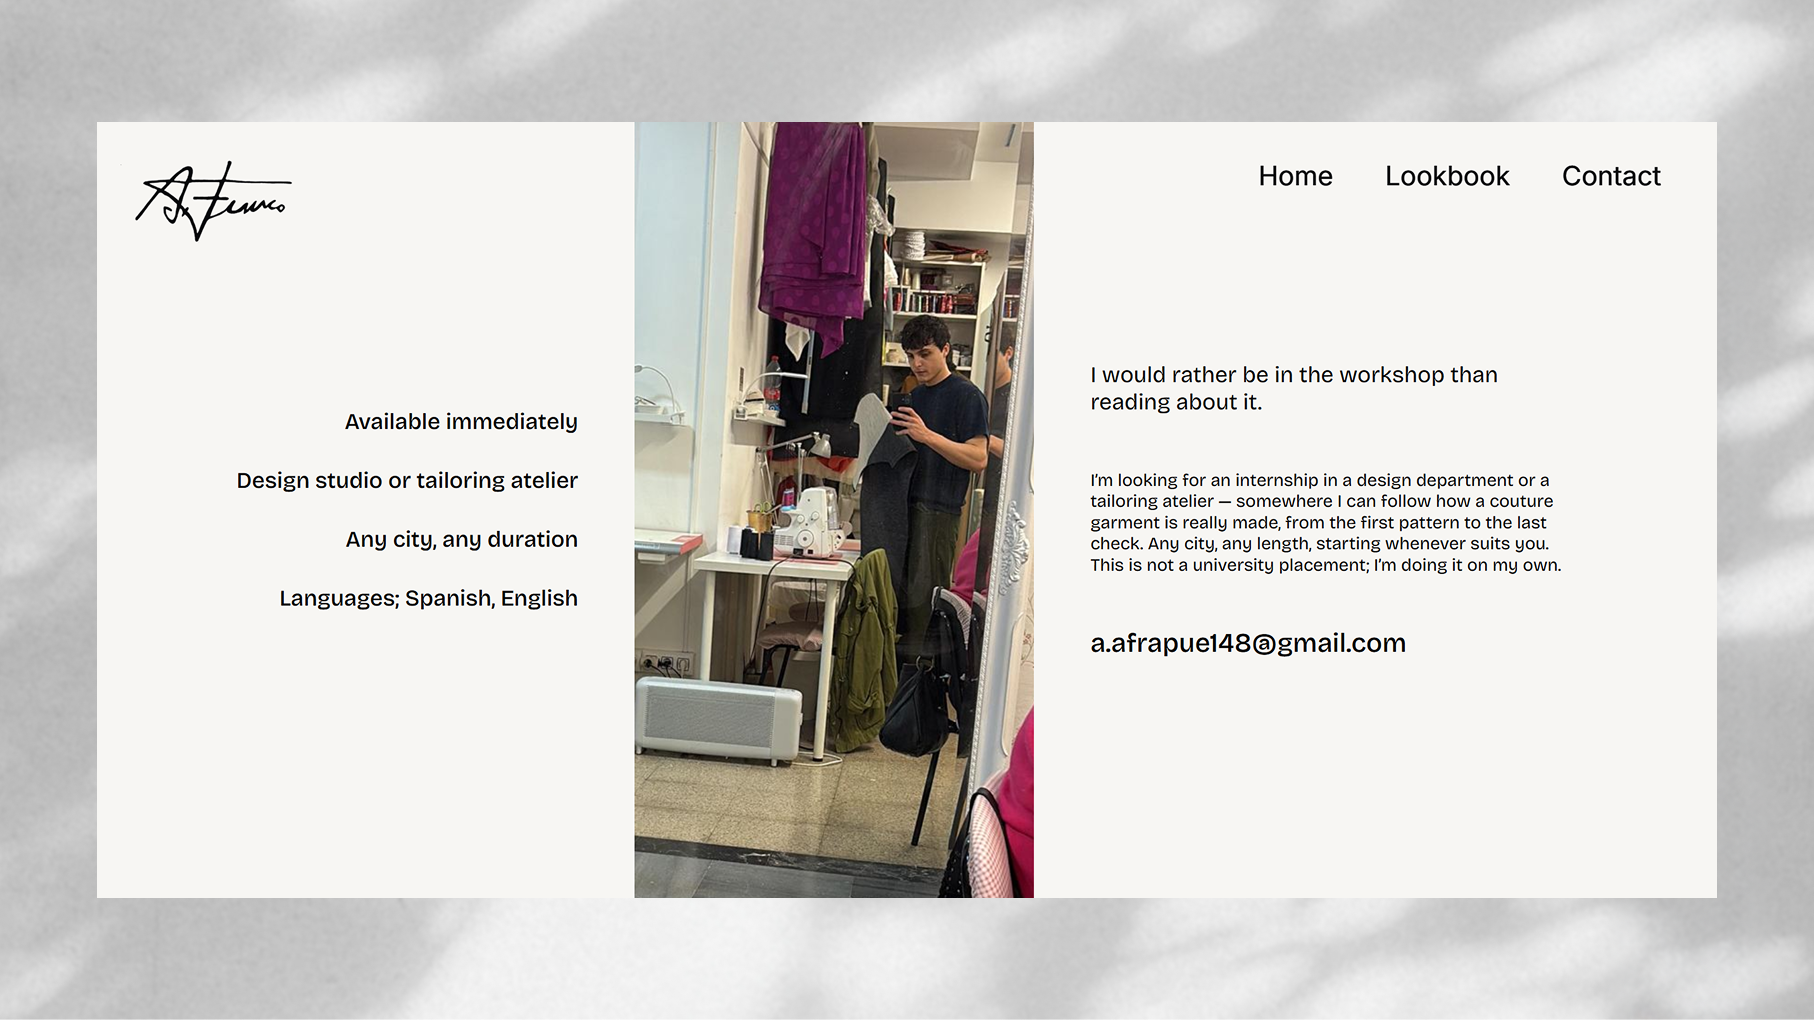 Home Lookbook Contact
Available immediately
Design studio or tailoring atelier
Any city, any duration
Languages; Spanish, English
I would rather be in the workshop than
reading about it.
I'm looking for an internship in a design department or a
tailoring atelier — somewhere I can follow how a couture
garment is really made, from the first pattern to the last
check. Any city, any length, starting whenever suits you.
This is not a university placement; I'm doing it on my own.
a.afrapue148@gmail.com